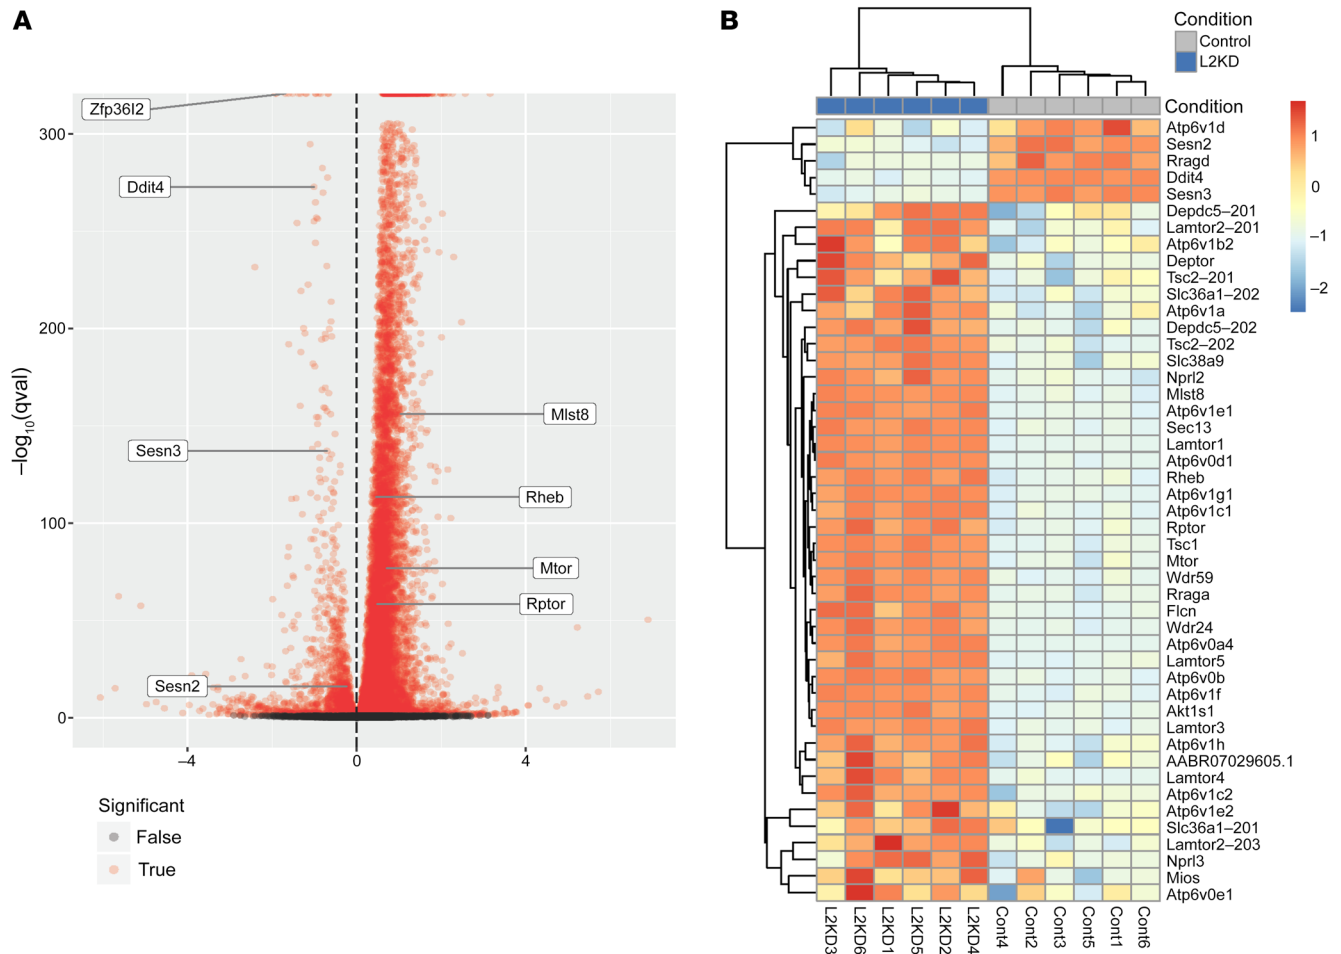 A
Zfp36l2
Ddit4
Mlst8
Sesn3
Rheb
Mtor
Rptor
Sesn2
300
200
100
0
–log10(qval)
–4
0
4
Significant
False
True
B
Condition
Control
L2KD
Condition
Atp6v1d
Sesn2
Rragd
Ddit4
Sesn3
Depdc5–201
Lamtor2–201
Atp6v1b2
Deptor
Tsc2–201
Slc36a1–202
Atp6v1a
Depdc5–202
Tsc2–202
Slc38a9
Nprl2
Mlst8
Atp6v1e1
Sec13
Lamtor1
Atp6v0d1
Rheb
Atp6v1g1
Atp6v1c1
Rptor
Tsc1
Mtor
Wdr59
Rraga
Flcn
Wdr24
Atp6v0a4
Lamtor5
Atp6v0b
Atp6v1f
Akt1s1
Lamtor3
Atp6v1h
AABR07029605.1
Lamtor4
Atp6v1c2
Atp6v1e2
Slc36a1–201
Lamtor2–203
Nprl3
Mios
Atp6v0e1
1
0
–1
–2
L2KD3
L2KD6
L2KD1
L2KD5
L2KD2
L2KD4
Cont4
Cont2
Cont3
Cont5
Cont1
Cont6